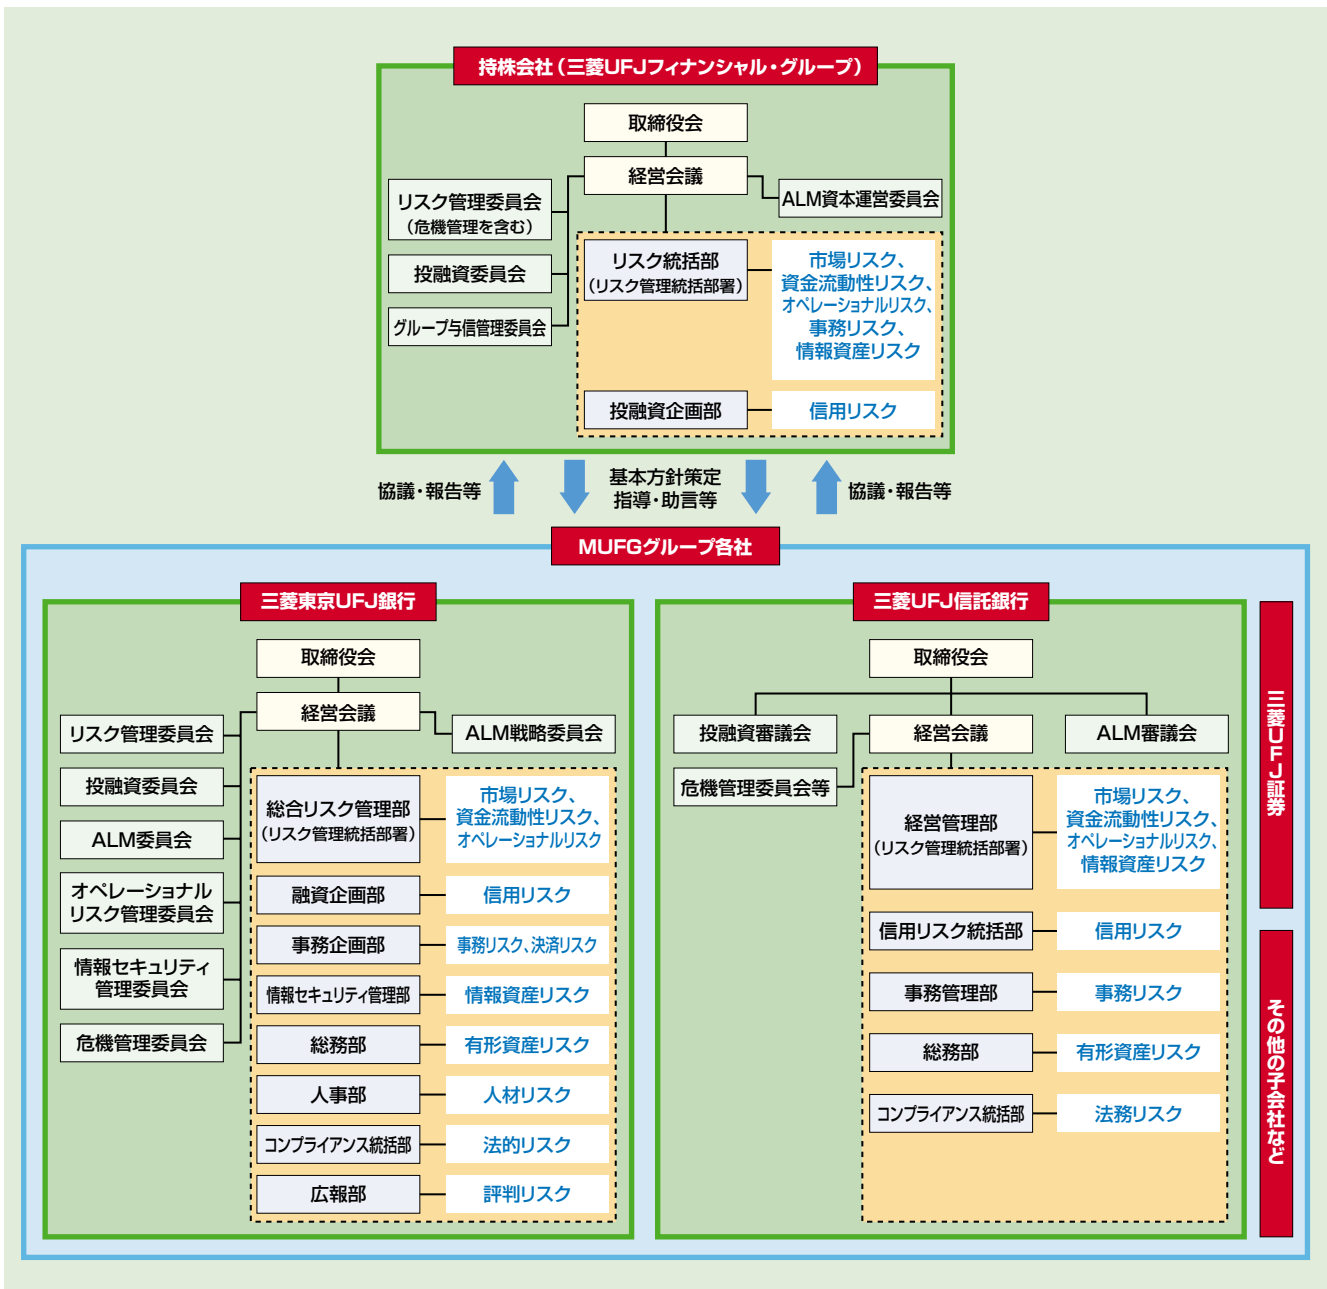 持株会社（三菱UFJフィナンシャル・グループ）
取締役会
経営会議
リスク管理委員会
（危機管理を含む）
ALM資本運営委員会
投融資委員会
グループ与信管理委員会
リスク統括部
（リスク管理統括部署）
市場リスク、
資金流動性リスク、
オペレーショナルリスク、
事務リスク、
情報資産リスク
投融資企画部
信用リスク
協議・報告等
基本方針策定
指導・助言等
協議・報告等
MUFGグループ各社
三菱東京UFJ銀行
取締役会
経営会議
リスク管理委員会
ALM戦略委員会
投融資委員会
ALM委員会
オペレーショナル
リスク管理委員会
情報セキュリティ
管理委員会
危機管理委員会
総合リスク管理部
（リスク管理統括部署）
市場リスク、
資金流動性リスク、
オペレーショナルリスク
融資企画部
信用リスク
事務企画部
事務リスク、決済リスク
情報セキュリティ管理部
情報資産リスク
総務部
有形資産リスク
人事部
人材リスク
コンプライアンス統括部
法的リスク
広報部
評判リスク
三菱UFJ信託銀行
取締役会
投融資審議会
経営会議
ALM審議会
危機管理委員会等
経営管理部
（リスク管理統括部署）
市場リスク、
資金流動性リスク、
オペレーショナルリスク、
情報資産リスク
信用リスク統括部
信用リスク
事務管理部
事務リスク
総務部
有形資産リスク
コンプライアンス統括部
法務リスク
三菱UFJ証券
その他の子会社など